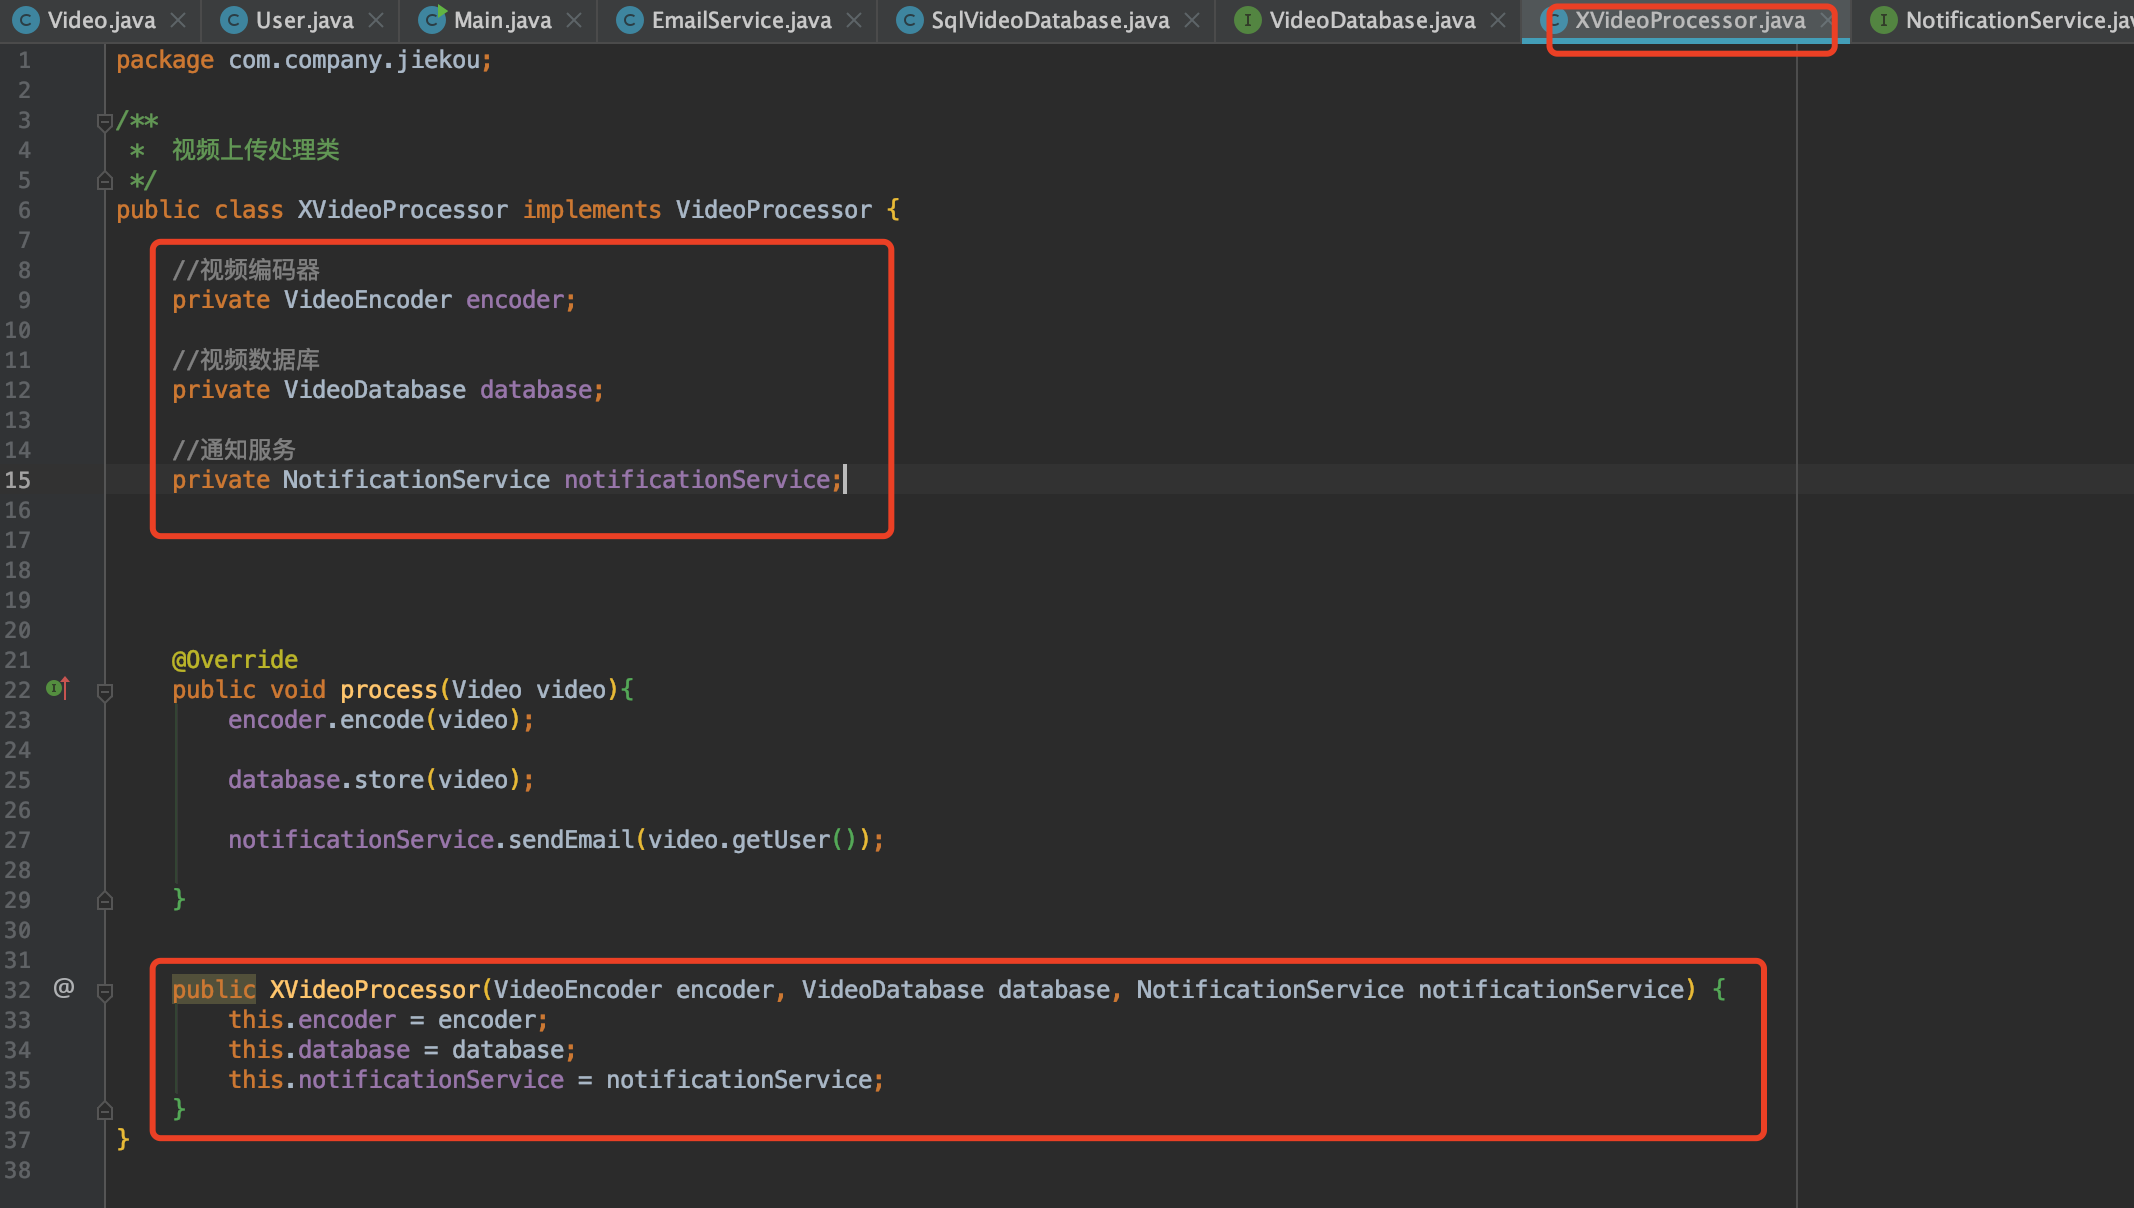 Video.java User.java Main.java EmailService.java SqlVideoDatabase.java VideoDatabase.java XVideoProcessor.java NotificationService.jav
1 package com.company.jiekou;
2
3 /**
4 * 视频上传处理类
5 */
6 public class XVideoProcessor implements VideoProcessor {
7
8 //视频编码器
9 private VideoEncoder encoder;
10
11 //视频数据库
12 private VideoDatabase database;
13
14 //通知服务
15 private NotificationService notificationService;
16
17
18
19
20
21 @Override
22 public void process(Video video){
23 encoder.encode(video);
24
25 database.store(video);
26
27 notificationService.sendEmail(video.getUser());
28
29 }
30
31
32 @ public XVideoProcessor(VideoEncoder encoder, VideoDatabase database, NotificationService notificationService) {
33 this.encoder = encoder;
34 this.database = database;
35 this.notificationService = notificationService;
36 }
37 }
38